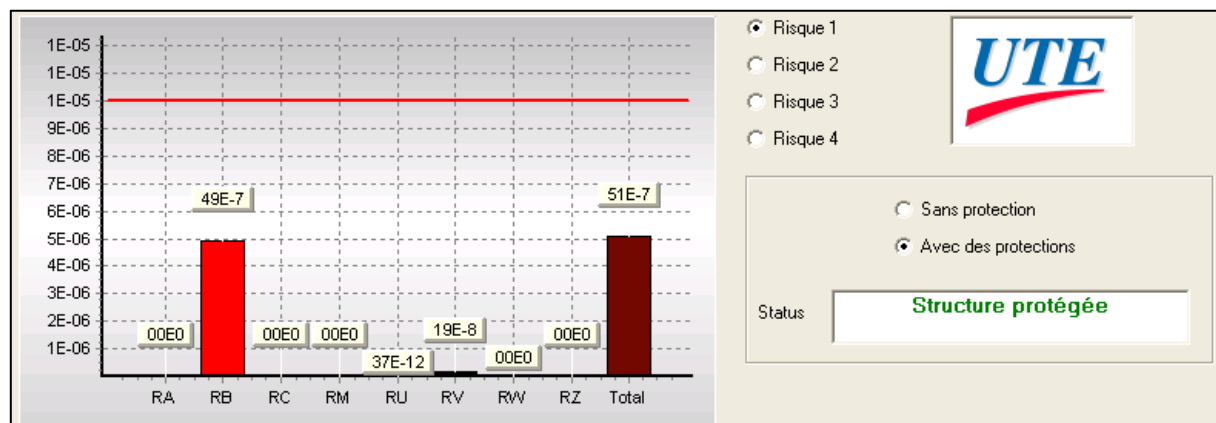 1E-05
1E-05
1E-05
9E-06
8E-06
7E-06
6E-06
5E-06
4E-06
3E-06
2E-06
1E-06
49E-7
51E-7
00E0
00E0
00E0
37E-12
19E-8
00E0
00E0
RA RB RC RM RU RV RW RZ Total
Risque 1
Risque 2
Risque 3
Risque 4
UTE
Sans protection
Avec des protections
Status Structure protégée